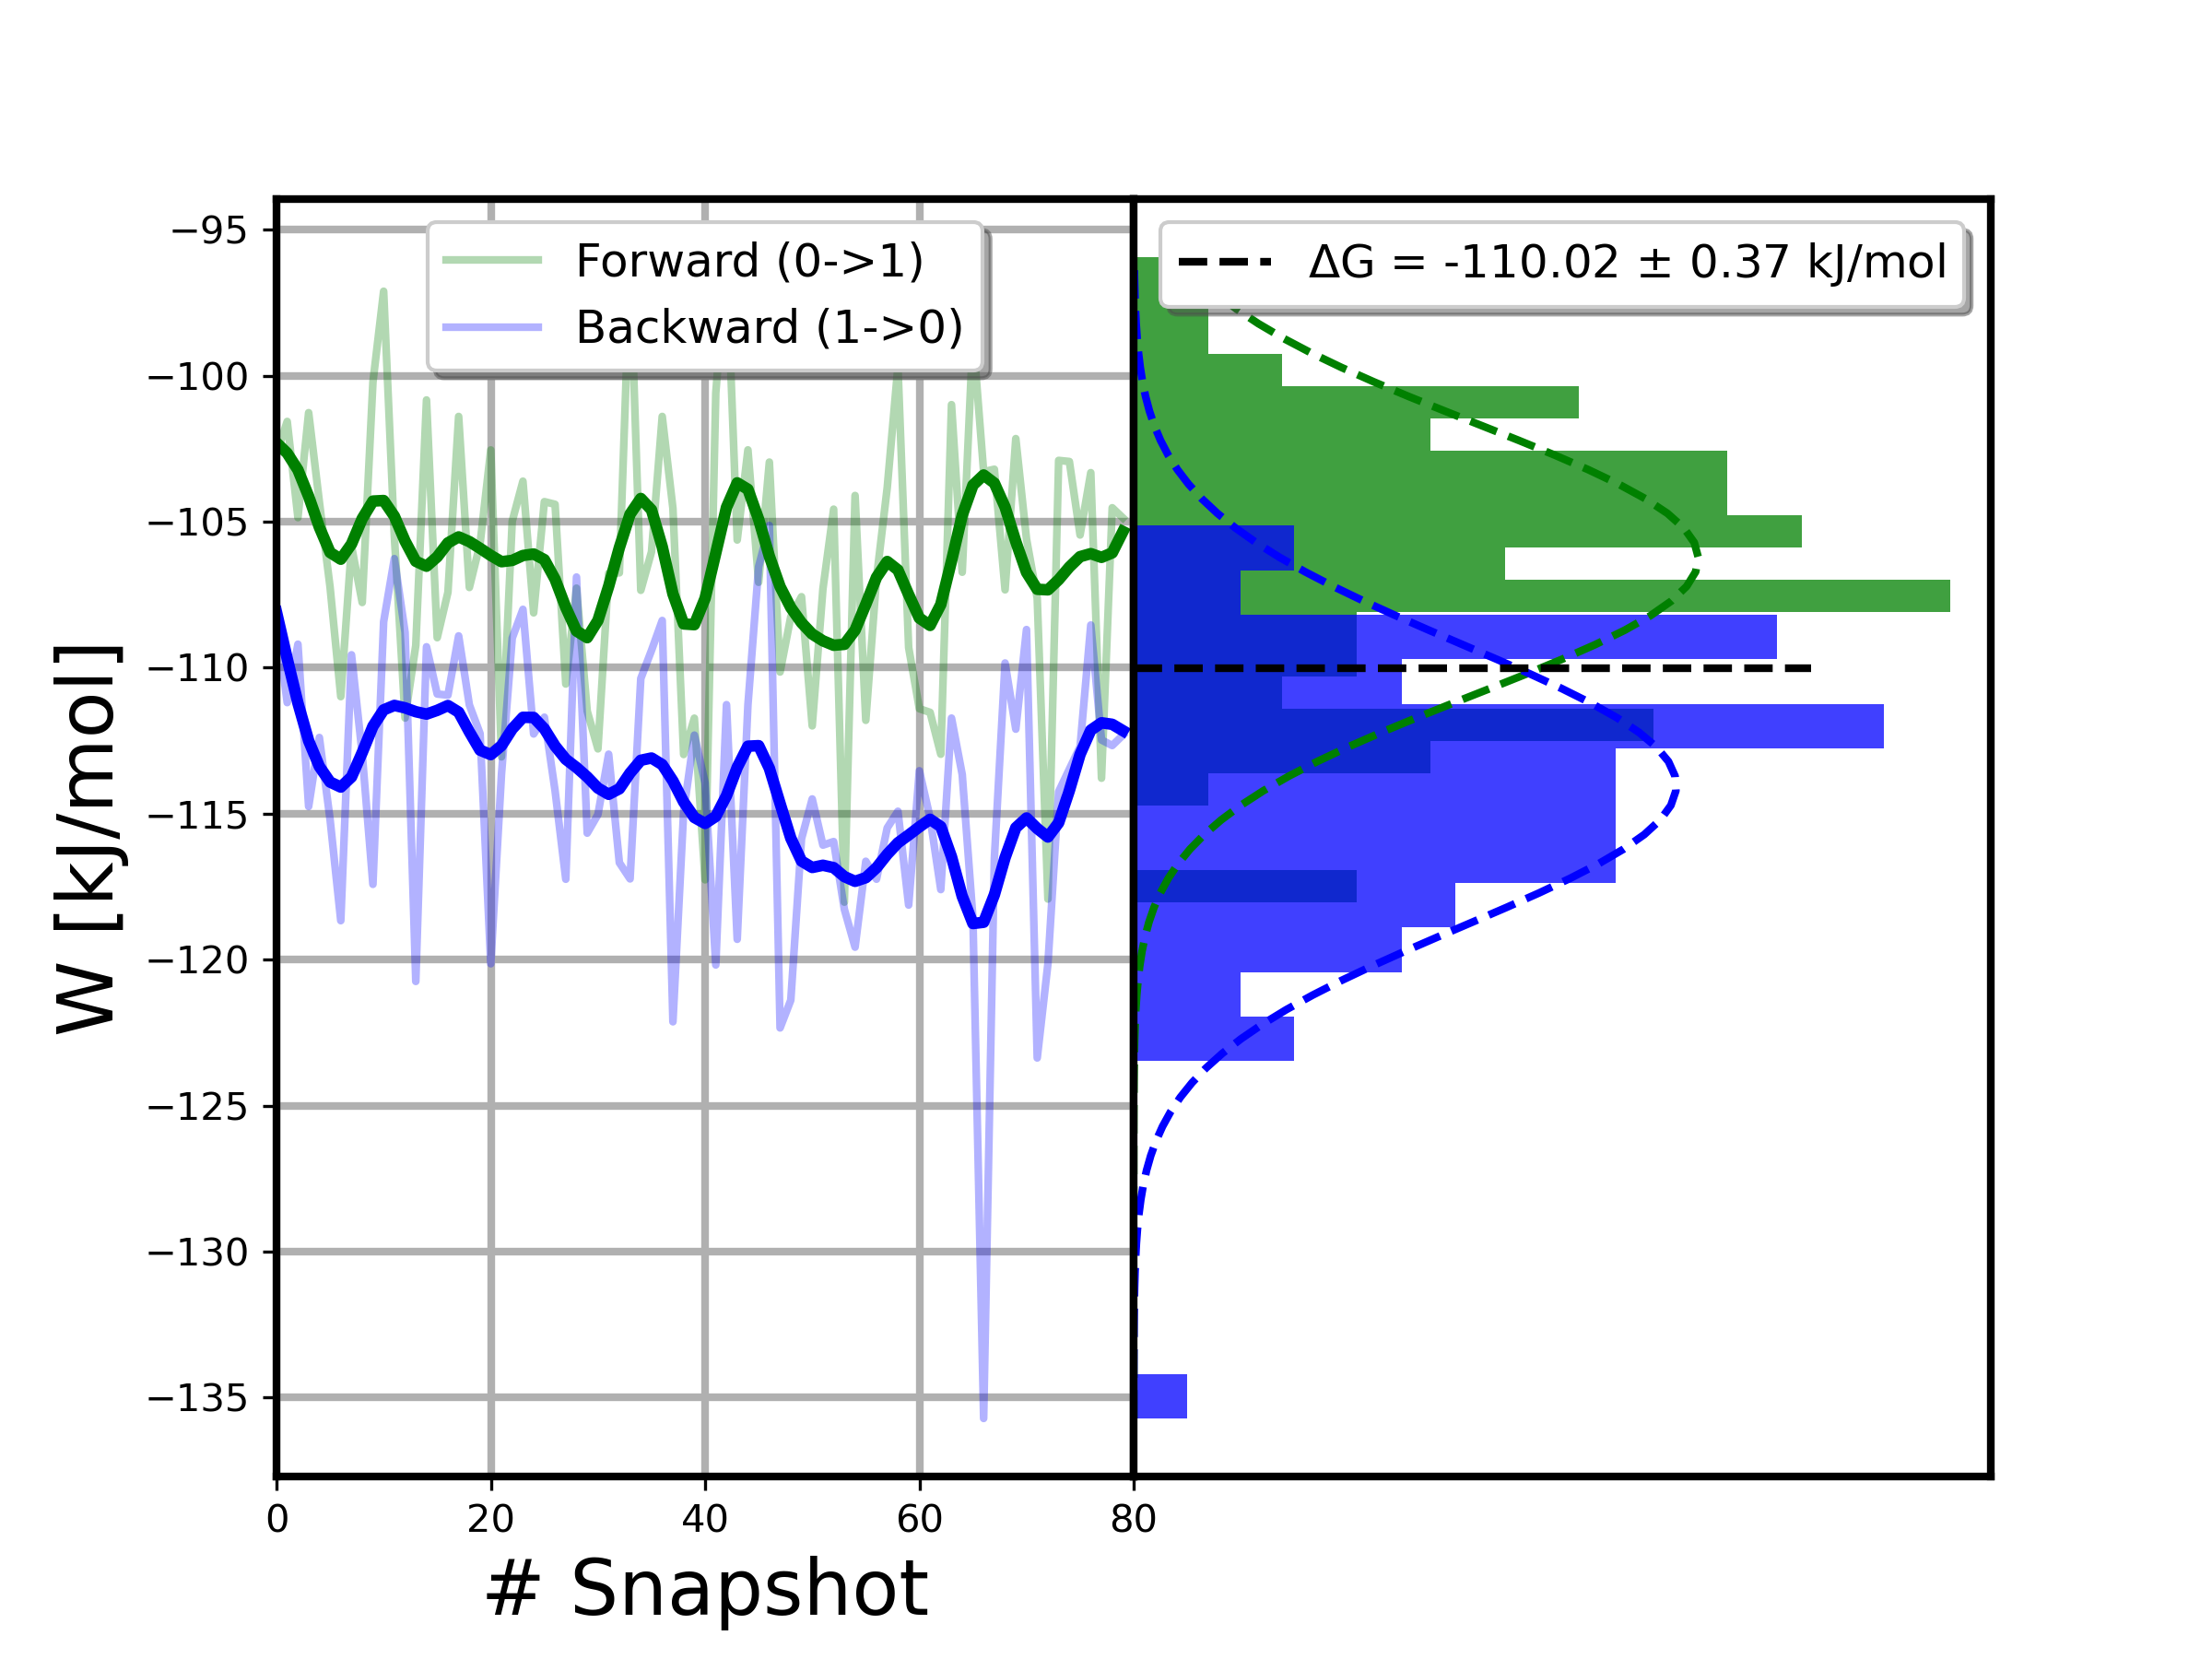 Forward (0->1)
Backward (1->0)
ΔG = -110.02 ± 0.37 kJ/mol
W [kJ/mol]
−95
−100
−105
−110
−115
−120
−125
−130
−135
0 20 40 60 80
# Snapshot